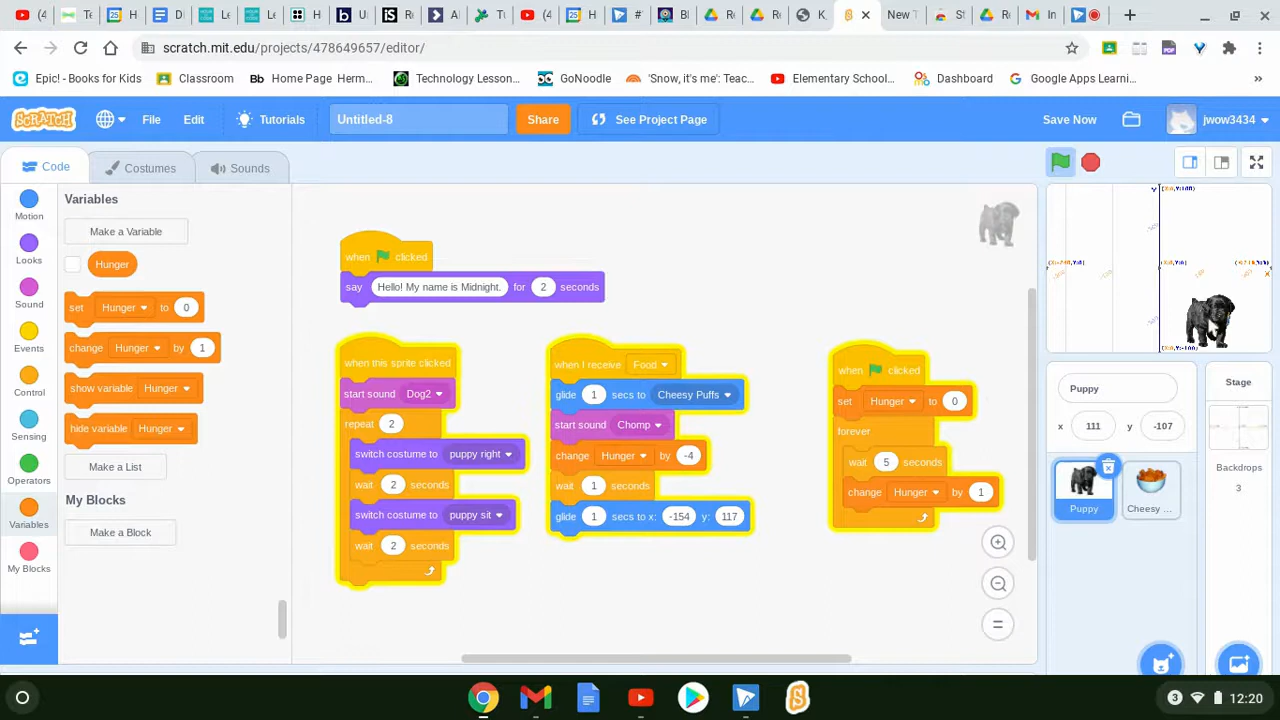 scratch.mit.edu/projects/478649657/editor/
Epic! - Books for Kids
Classroom
Bb Home Page Herm...
Technology Lesson...
GoNoodle
'Snow, it's me': Teac...
Elementary School...
Dashboard
Google Apps Learni...
»
SCRATCH
File
Edit
Tutorials
Untitled-8
Share
See Project Page
Save Now
jwow3434
Code
Costumes
Sounds
Motion
Looks
Sound
Events
Control
Sensing
Operators
Variables
My Blocks
Variables
Make a Variable
Hunger
set Hunger to 0
change Hunger by 1
show variable Hunger
hide variable Hunger
Make a List
My Blocks
Make a Block
when clicked
say Hello! My name is Midnight. for 2 seconds
when this sprite clicked
start sound Dog2
repeat 2
switch costume to puppy right
wait 2 seconds
switch costume to puppy sit
wait 2 seconds
when I receive Food
glide 1 secs to Cheesy Puffs
start sound Chomp
change Hunger by -4
wait 1 seconds
glide 1 secs to x: -154 y: 117
when clicked
set Hunger to 0
forever
wait 5 seconds
change Hunger by 1
Puppy
x 111 y -107
Puppy
Cheesy ...
Stage
Backdrops
3
3 12:20